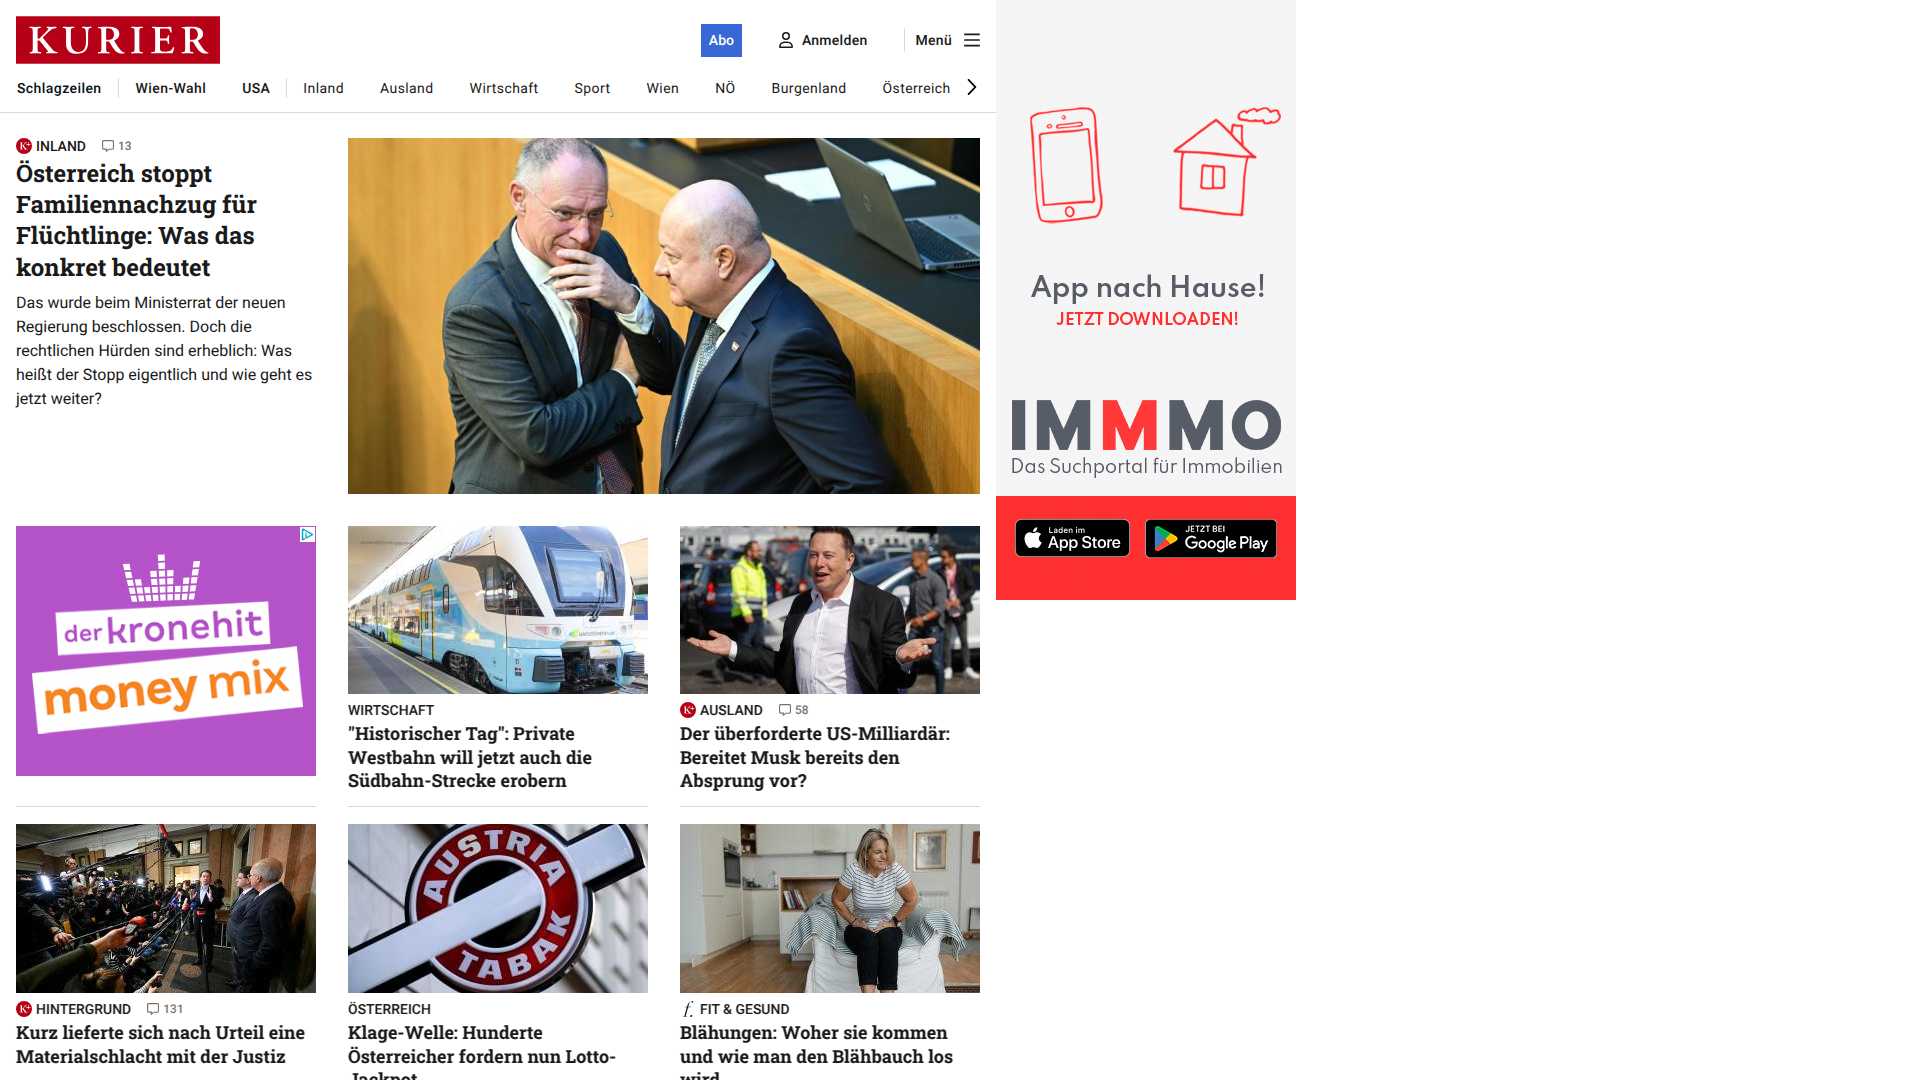 KURIER
Abo
Anmelden
Menü
Schlagzeilen
Wien-Wahl
USA
Inland
Ausland
Wirtschaft
Sport
Wien
NÖ
Burgenland
Österreich
INLAND 13
Österreich stoppt
Familiennachzug für
Flüchtlinge: Was das
konkret bedeutet
Das wurde beim Ministerrat der neuen
Regierung beschlossen. Doch die
rechtlichen Hürden sind erheblich: Was
heißt der Stopp eigentlich und wie geht es
jetzt weiter?
App nach Hause!
JETZT DOWNLOADEN!
IMMMO
Das Suchportal für Immobilien
Laden im
App Store
JETZT BEI
Google Play
der kronehit
money mix
WIRTSCHAFT
"Historischer Tag": Private
Westbahn will jetzt auch die
Südbahn-Strecke erobern
K+ AUSLAND 58
Der überforderte US-Milliardär:
Bereitet Musk bereits den
Absprung vor?
K+ HINTERGRUND 131
Kurz lieferte sich nach Urteil eine
Materialschlacht mit der Justiz
AUSTRIA
TABAK
ÖSTERREICH
Klage-Welle: Hunderte
Österreicher fordern nun Lotto-
Jackpot
f. FIT & GESUND
Blähungen: Woher sie kommen
und wie man den Blähbauch los
wird